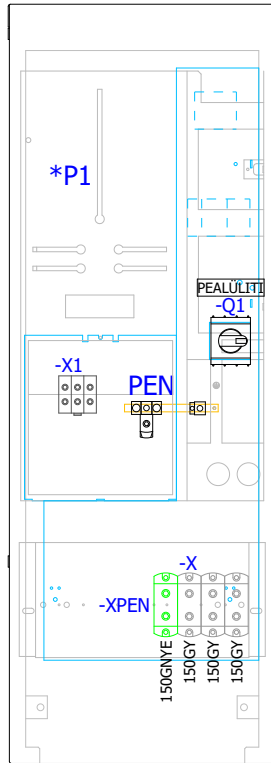 *P1
PEALÜLITI
-Q1
-X1
PEN
-X
-XPEN
150GNYE
150GY
150GY
150GY